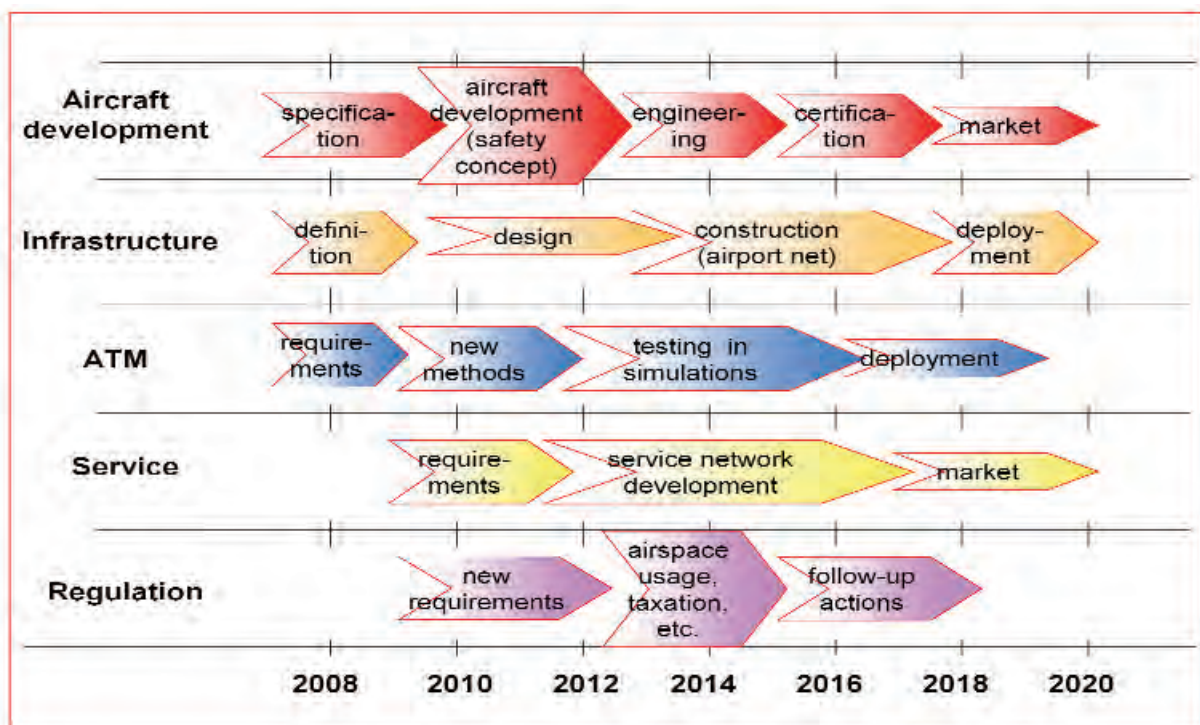 Aircraft
development
specifica-
tion
aircraft
development
(safety
concept)
engineer-
ing
certifica-
tion
market
Infrastructure
defini-
tion
design
construction
(airport net)
deploy-
ment
ATM
require-
ments
new
methods
testing in
simulations
deployment
Service
require-
ments
service network
development
market
Regulation
new
requirements
airspace
usage,
taxation,
etc.
follow-up
actions
2008 2010 2012 2014 2016 2018 2020